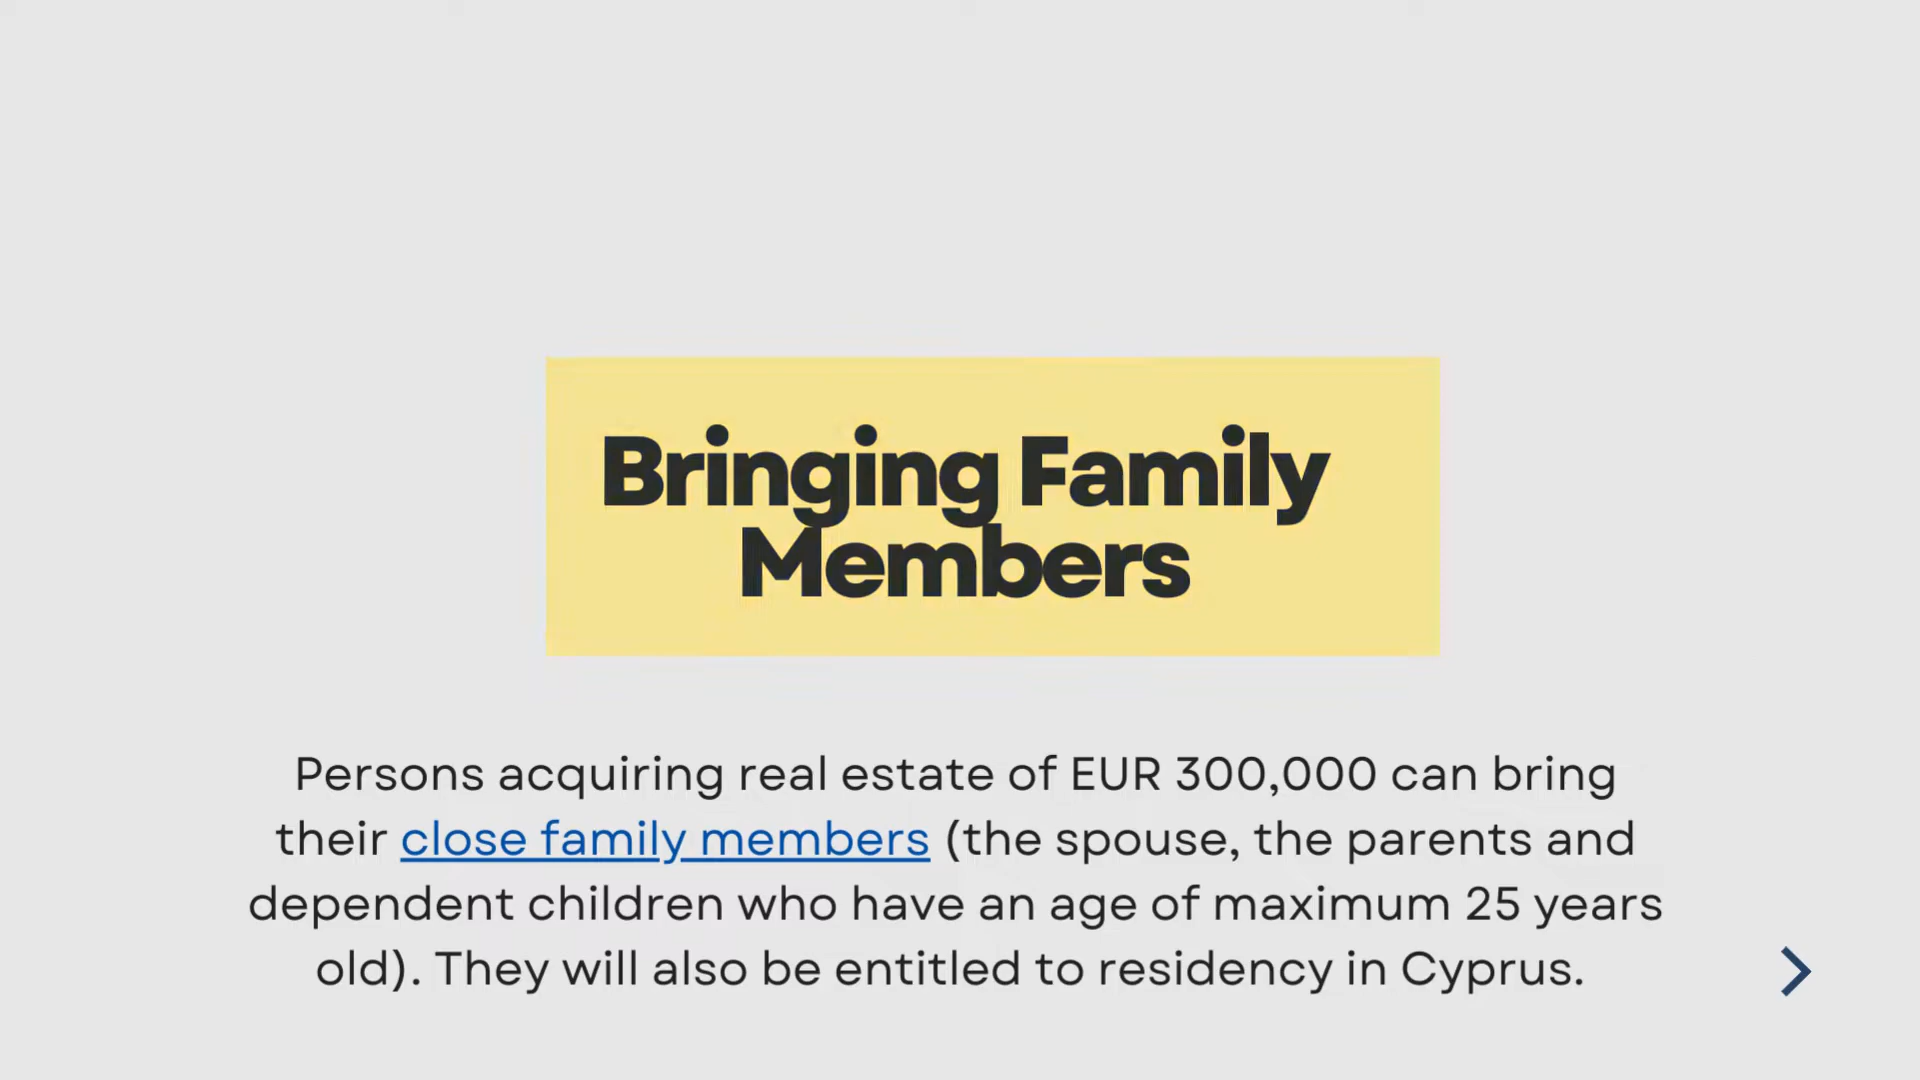 Bringing Family
Members
Persons acquiring real estate of EUR 300,000 can bring
their close family members (the spouse, the parents and
dependent children who have an age of maximum 25 years
old). They will also be entitled to residency in Cyprus.